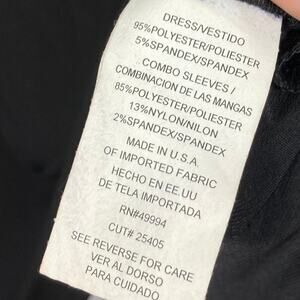 DRESS/VESTIDO
95%POLYESTER/POLIESTER
5%SPANDEX/SPANDEX
COMBO SLEEVES/
COMBINACION DE LAS MANGAS
85%POLYESTER/POLIESTER
13%NYLON/NILON
2%SPANDEX/SPANDEX
MADE IN U.S.A
OF IMPORTED FABRIC
HECHO EN EE.UU
DE TELA IMPORTADA
RN#49994
CUT# 25405
SEE REVERSE FOR CARE
VER AL DORSO
PARA CUIDADO